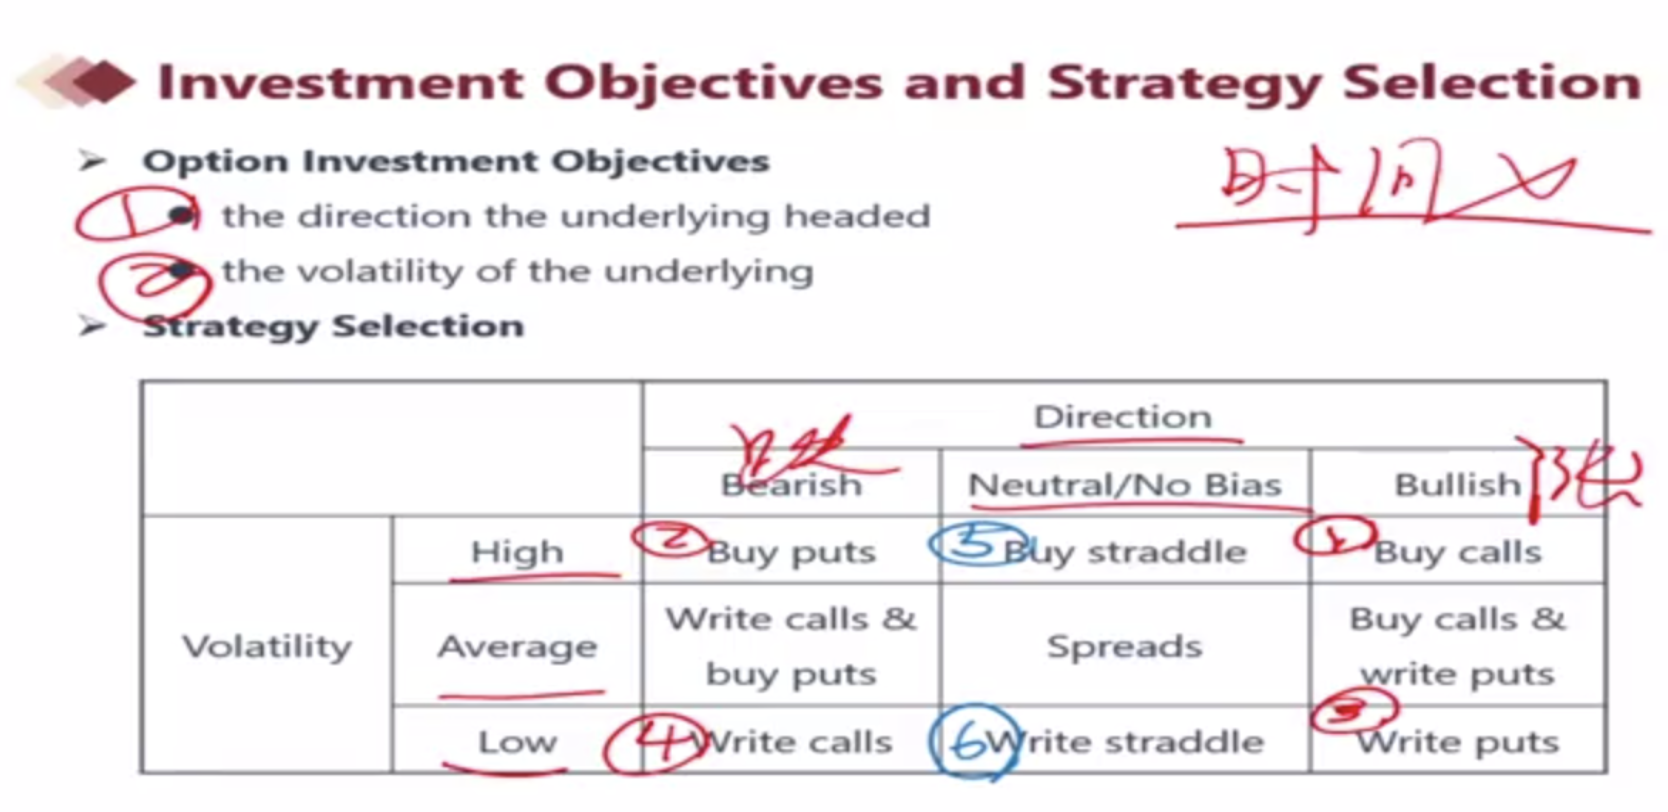 Investment Objectives and Strategy Selection
Option Investment Objectives
① the direction the underlying headed
时间
② the volatility of the underlying
Strategy Selection
Direction
Bearish Neutral/No Bias Bullish
High ② Buy puts ⑤ Buy straddle ① Buy calls
Volatility Average Write calls & buy puts Spreads Buy calls & write puts
Low ④ Write calls ⑥ Write straddle ③ Write puts